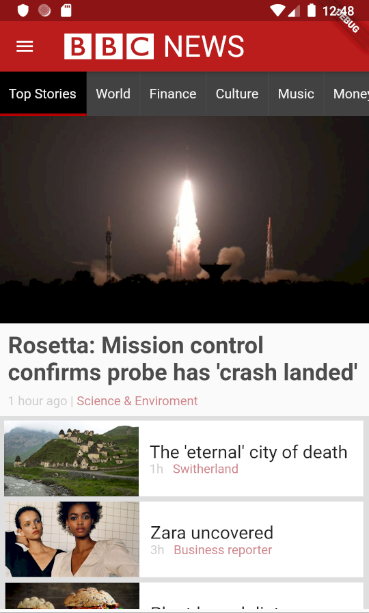 12:48
DEBUG
BBC NEWS
Top Stories World Finance Culture Music Money
Rosetta: Mission control
confirms probe has 'crash landed'
1 hour ago | Science & Enviroment
The 'eternal' city of death
1h Switherland
Zara uncovered
3h Business reporter